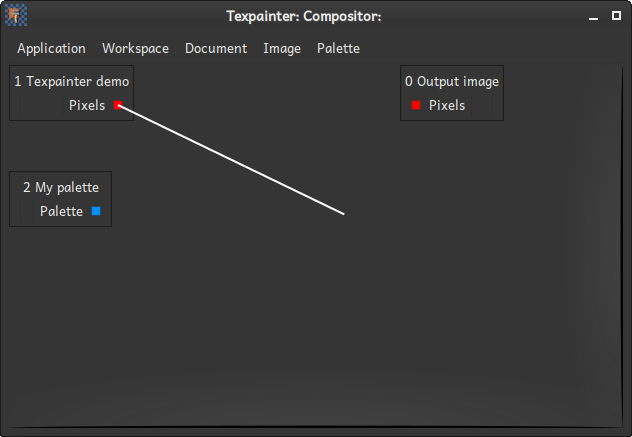 Texpainter: Compositor:
Application Workspace Document Image Palette
1 Texpainter demo
Pixels
0 Output image
Pixels
2 My palette
Palette